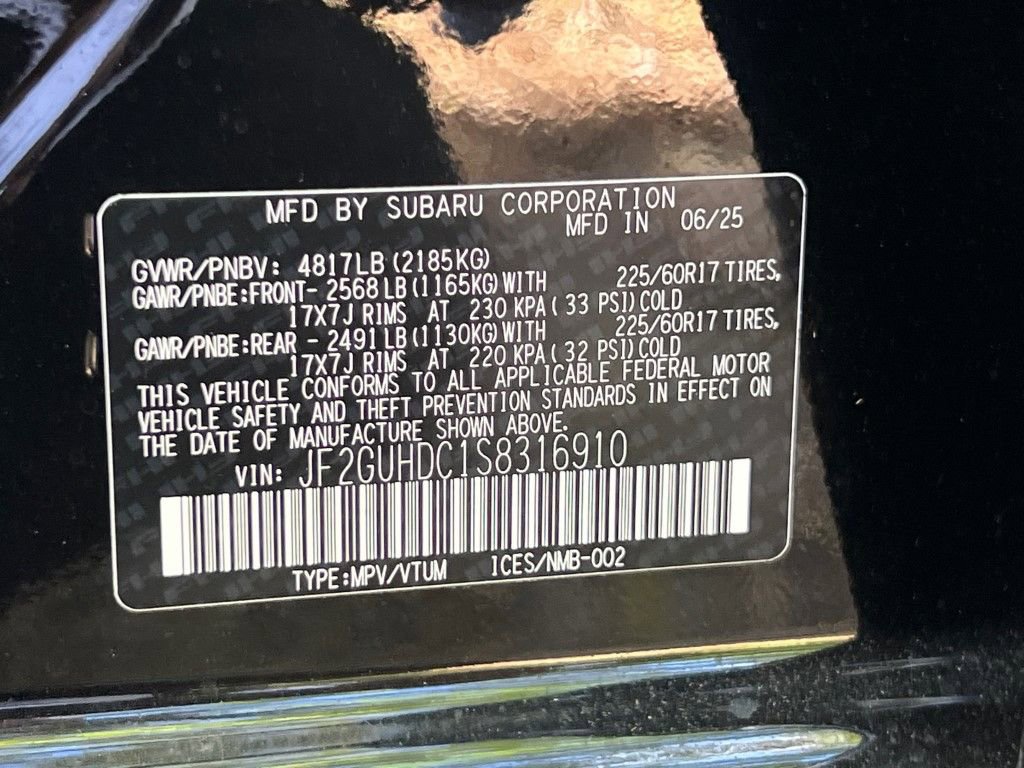 MFD BY SUBARU CORPORATION
MFD IN 06/25
GVWR/PNBV: 4817LB (2185KG)
GAWR/PNBE:FRONT- 2568 LB (1165KG) WITH 225/60R17 TIRES,
17X7J RIMS AT 230 KPA ( 33 PSI) COLD
GAWR/PNBE:REAR - 2491 LB (1130KG) WITH 225/60R17 TIRES,
17X7J RIMS AT 220 KPA ( 32 PSI) COLD
THIS VEHICLE CONFORMS TO ALL APPLICABLE FEDERAL MOTOR
VEHICLE SAFETY AND THEFT PREVENTION STANDARDS IN EFFECT ON
THE DATE OF MANUFACTURE SHOWN ABOVE.
VIN: JF2GUHDC1S8316910
TYPE:MPV/VTUM ICES/NMB-002